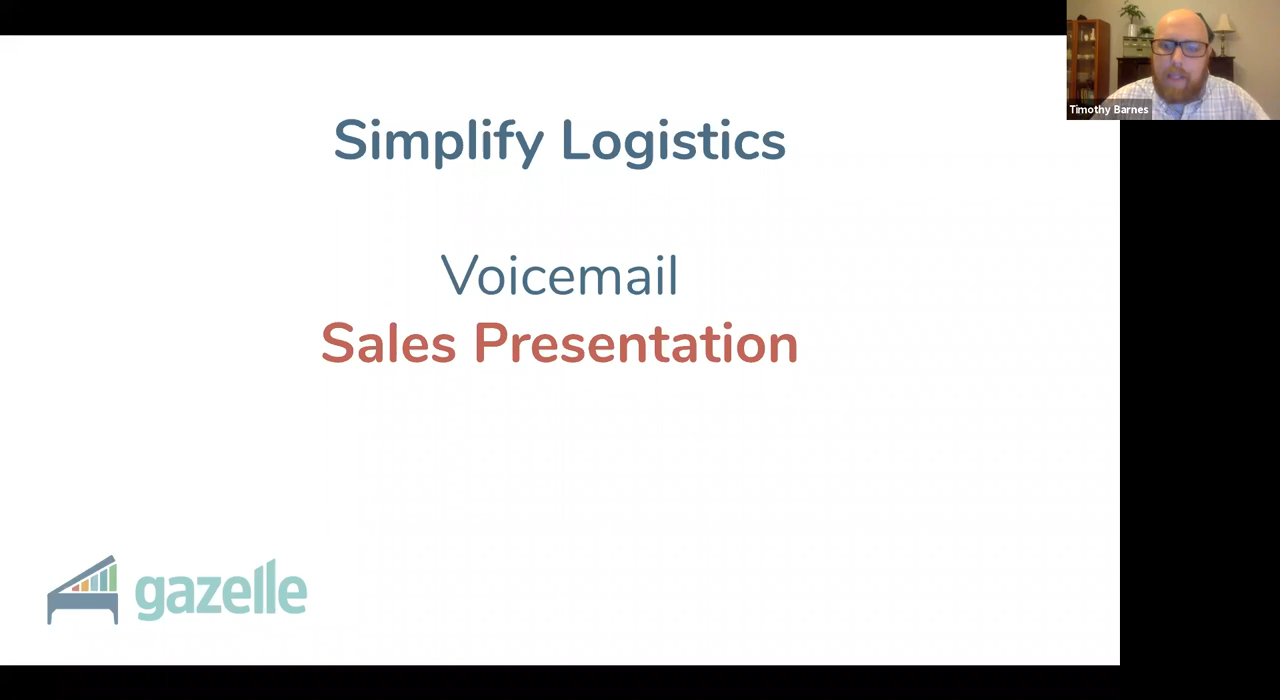 Timothy Barnes
Simplify Logistics
Voicemail
Sales Presentation
gazelle